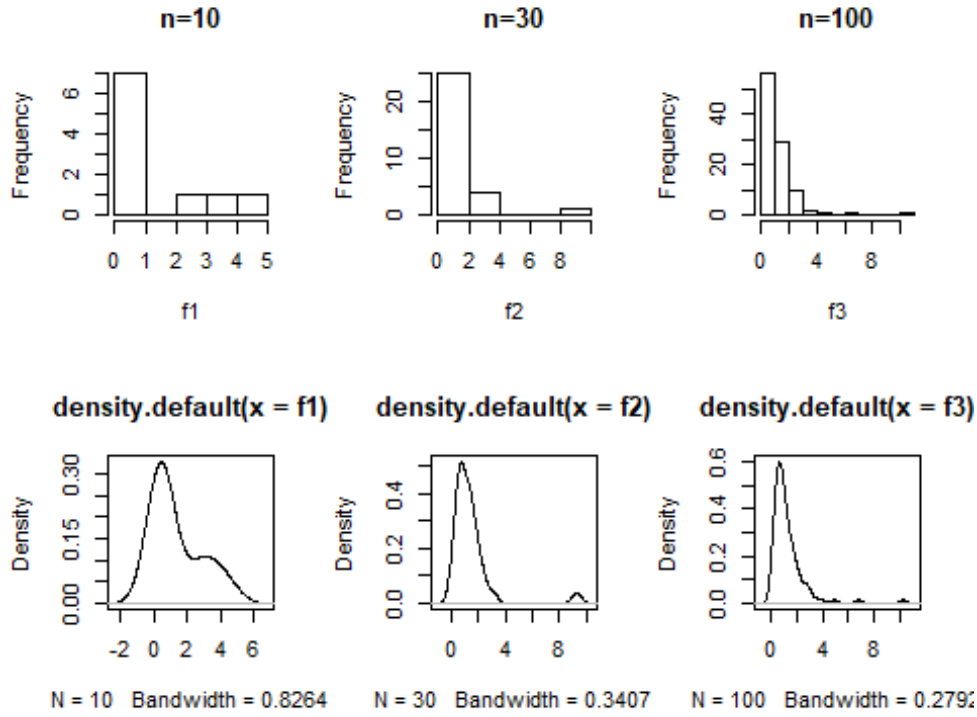 n=10
n=30
n=100
Frequency
0 2 4 6
0 1 2 3 4 5
f1
Frequency
0 10 20
0 2 4 6 8
f2
Frequency
0 20 40
0 4 8
f3
density.default(x = f1)
density.default(x = f2)
density.default(x = f3)
Density
0.00 0.15 0.30
-2 0 2 4 6
N = 10 Bandwidth = 0.8264
Density
0.0 0.2 0.4
0 4 8
N = 30 Bandwidth = 0.3407
Density
0.0 0.2 0.4 0.6
0 4 8
N = 100 Bandwidth = 0.2792